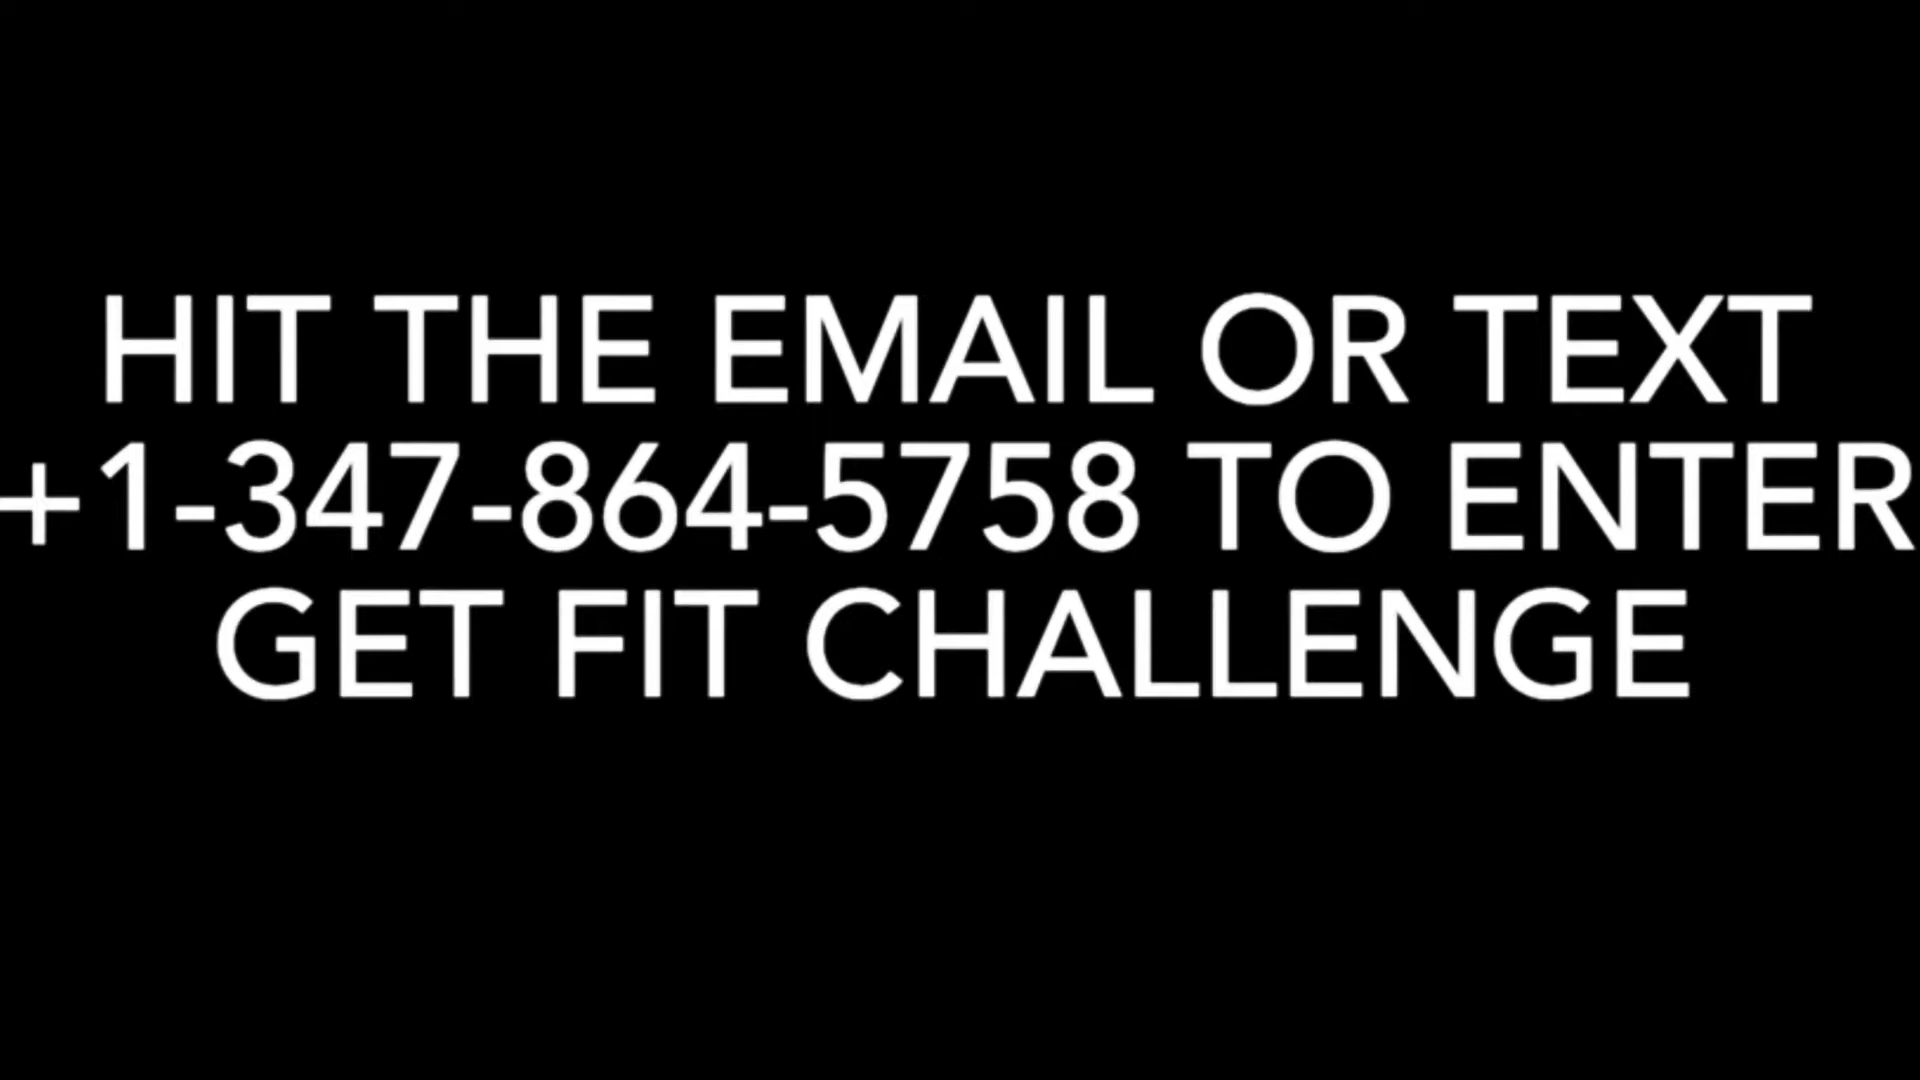 HIT THE EMAIL OR TEXT
+1-347-864-5758 TO ENTER
GET FIT CHALLENGE